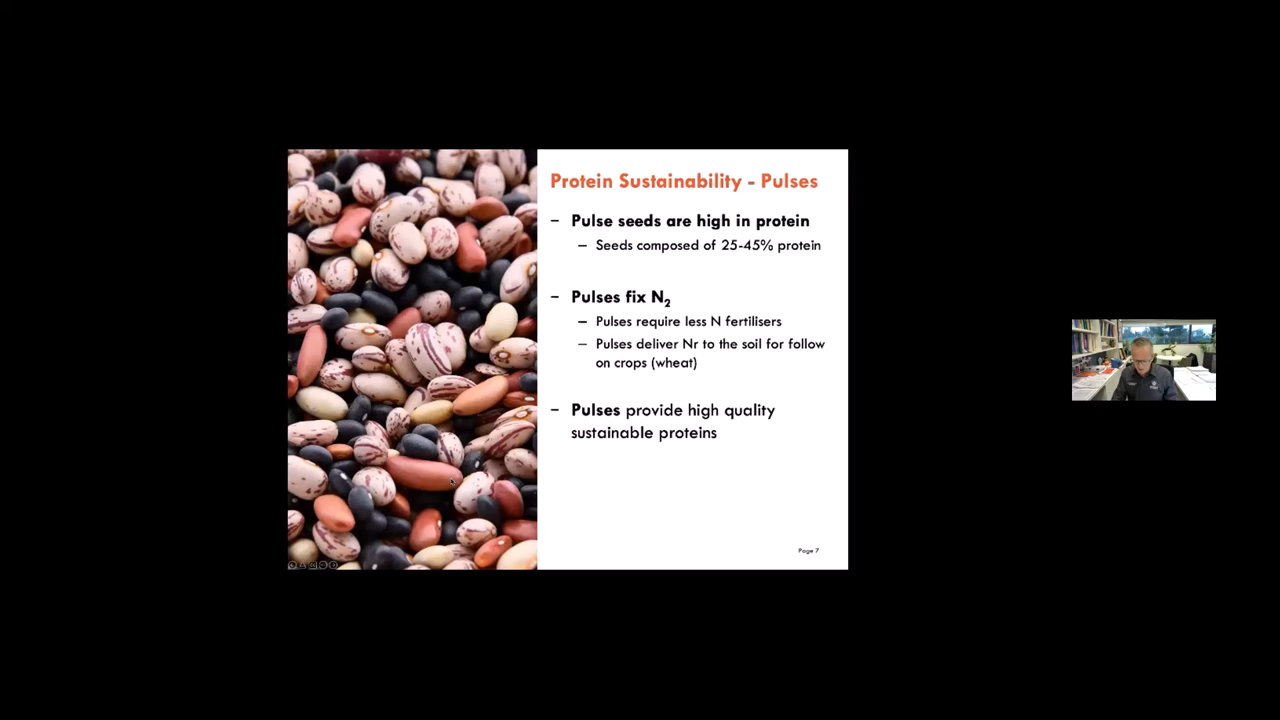 Protein Sustainability - Pulses
– Pulse seeds are high in protein
– Seeds composed of 25-45% protein
– Pulses fix N₂
– Pulses require less N fertilisers
– Pulses deliver Nr to the soil for follow
on crops (wheat)
– Pulses provide high quality
sustainable proteins
Page 7